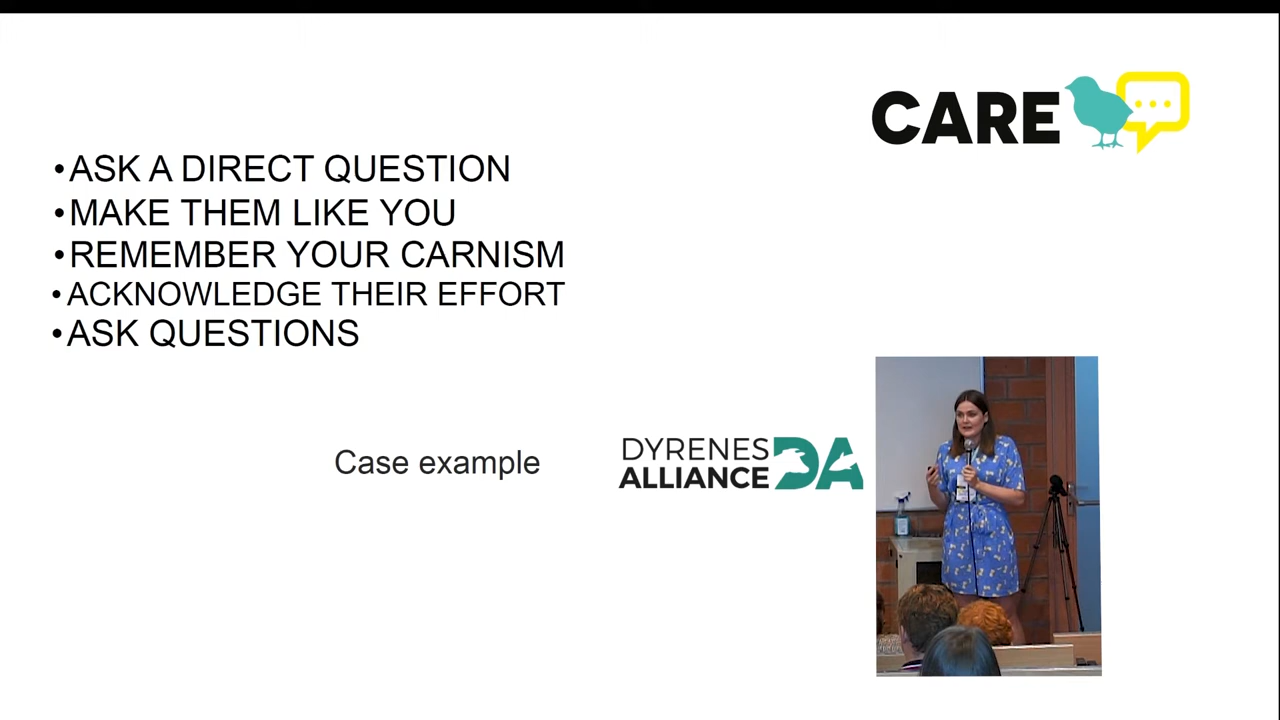 CARE
•ASK A DIRECT QUESTION
•MAKE THEM LIKE YOU
•REMEMBER YOUR CARNISM
•ACKNOWLEDGE THEIR EFFORT
•ASK QUESTIONS
Case example
DYRENES
ALLIANCE DA